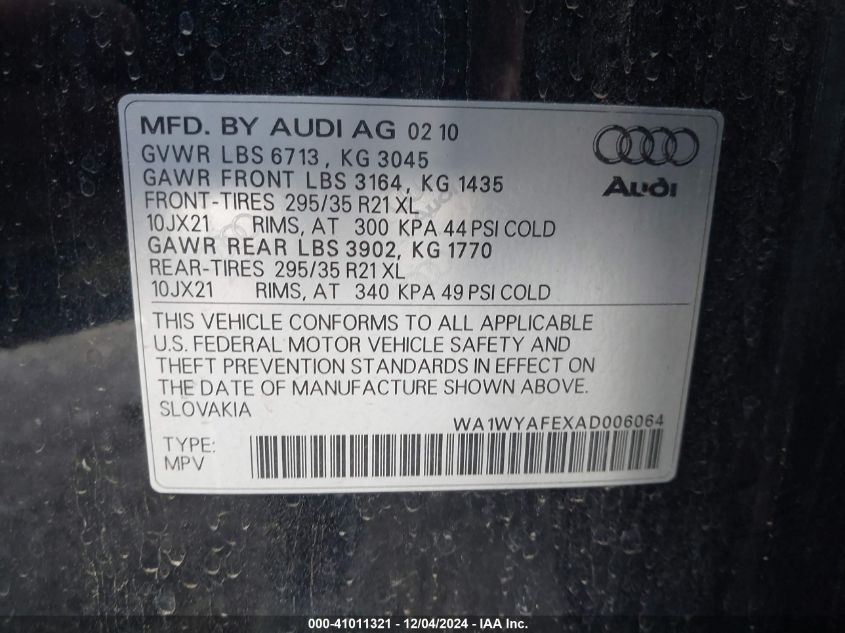 MFD. BY AUDI AG 02 10
GVWR LBS 6713, KG 3045
GAWR FRONT LBS 3164, KG 1435
FRONT-TIRES 295/35 R21 XL
10JX21 RIMS, AT 300 KPA 44 PSI COLD
GAWR REAR LBS 3902, KG 1770
REAR-TIRES 295/35 R21 XL
10JX21 RIMS, AT 340 KPA 49 PSI COLD
Audi
THIS VEHICLE CONFORMS TO ALL APPLICABLE
U.S. FEDERAL MOTOR VEHICLE SAFETY AND
THEFT PREVENTION STANDARDS IN EFFECT ON
THE DATE OF MANUFACTURE SHOWN ABOVE.
SLOVAKIA
WA1WYAFEXAD006064
TYPE:
MPV
000-41011321 - 12/04/2024 - IAA Inc.